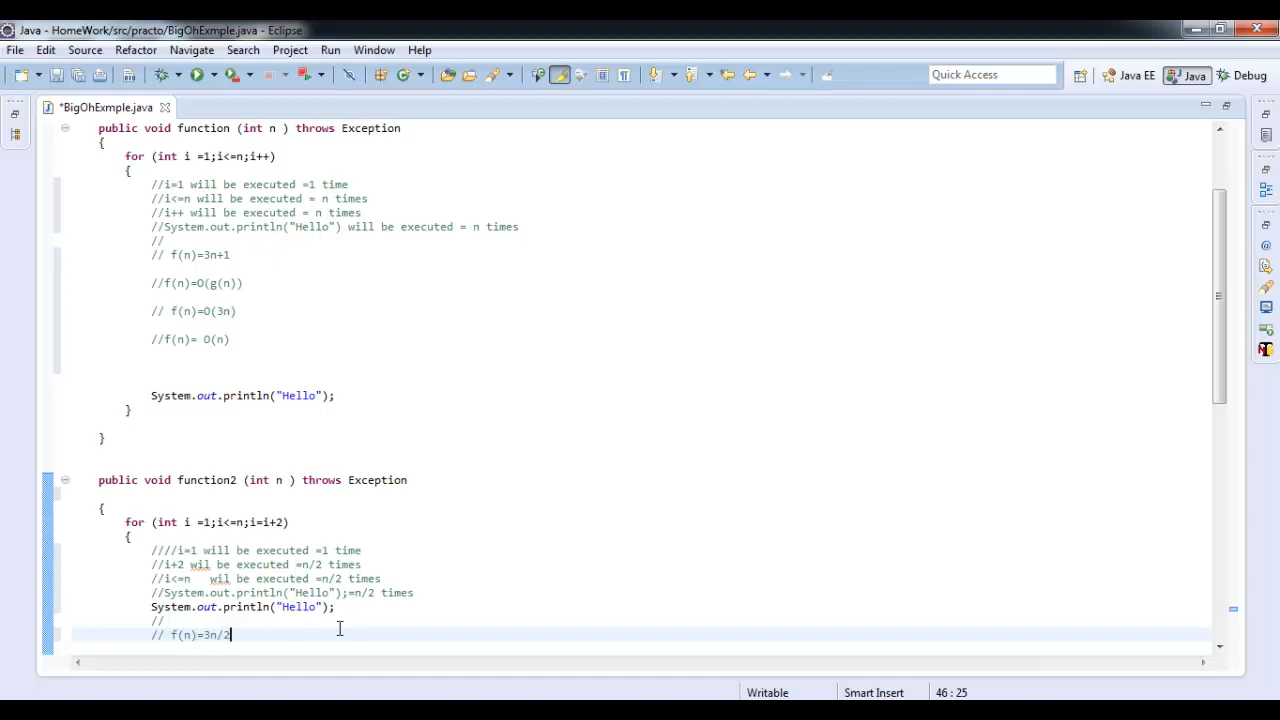 Java - HomeWork/src/practo/BigOhExmple.java - Eclipse
File Edit Source Refactor Navigate Search Project Run Window Help
Quick Access Java EE Java Debug
*BigOhExmple.java
public void function (int n ) throws Exception
{
for (int i =1;i<=n;i++)
{
//i=1 will be executed =1 time
//i<=n will be executed = n times
//i++ will be executed = n times
//System.out.println("Hello") will be executed = n times
//
// f(n)=3n+1
//f(n)=O(g(n))
// f(n)=O(3n)
//f(n)= O(n)
System.out.println("Hello");
}
}
public void function2 (int n ) throws Exception
{
for (int i =1;i<=n;i=i+2)
{
////i=1 will be executed =1 time
//i+2 wil be executed =n/2 times
//i<=n   wil be executed =n/2 times
//System.out.println("Hello");=n/2 times
System.out.println("Hello");
//
// f(n)=3n/2
Writable Smart Insert 46 : 25